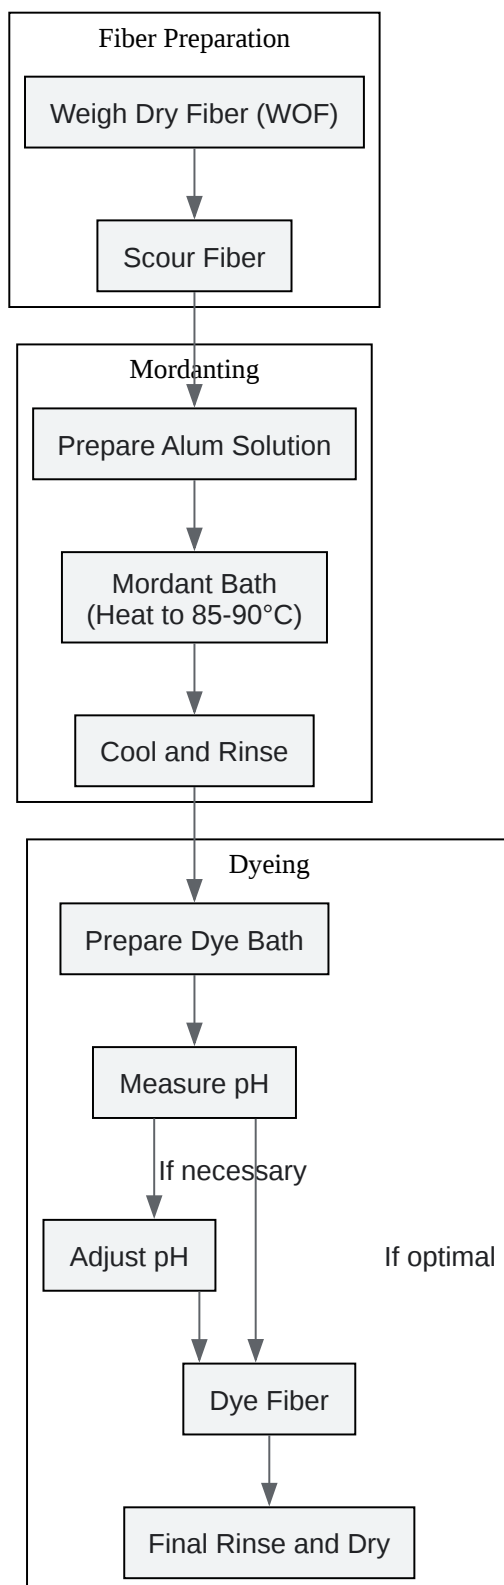 Fiber Preparation
Weigh Dry Fiber (WOF)
Scour Fiber
Mordanting
Prepare Alum Solution
Mordant Bath
(Heat to 85-90°C)
Cool and Rinse
Dyeing
Prepare Dye Bath
Measure pH
If necessary
Adjust pH
If optimal
Dye Fiber
Final Rinse and Dry